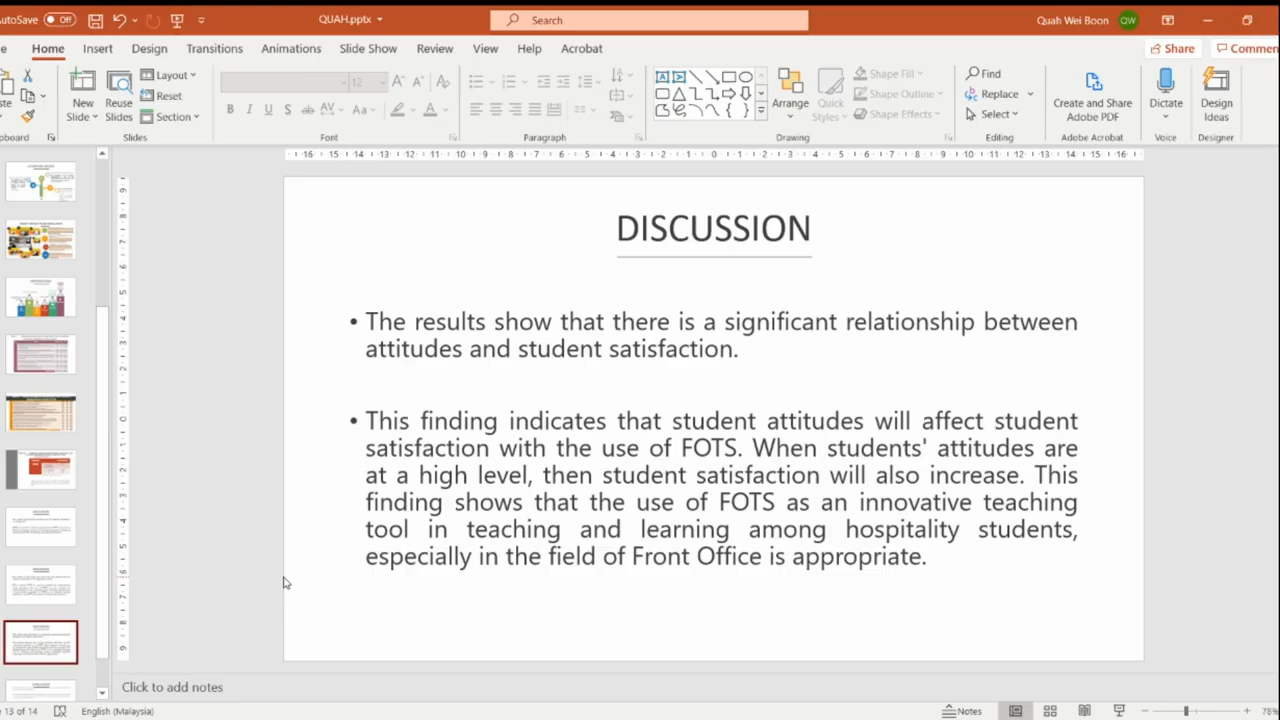 AutoSave Off QUAH.pptx Search Quah Wei Boon QW
Home Insert Design Transitions Animations Slide Show Review View Help Acrobat Share Commen
New Slide Reuse Slides Layout Reset Section
12
Arrange Quick Styles Shape Fill Shape Outline Shape Effects
Find Replace Select
Create and Share Adobe PDF Dictate Design Ideas
pboard Slides Font Paragraph Drawing Editing Adobe Acrobat Voice Designer
DISCUSSION
• The results show that there is a significant relationship between
attitudes and student satisfaction.
• This finding indicates that student attitudes will affect student
satisfaction with the use of FOTS. When students' attitudes are
at a high level, then student satisfaction will also increase. This
finding shows that the use of FOTS as an innovative teaching
tool in teaching and learning among hospitality students,
especially in the field of Front Office is appropriate.
Click to add notes
13 of 14 English (Malaysia) Notes 78%